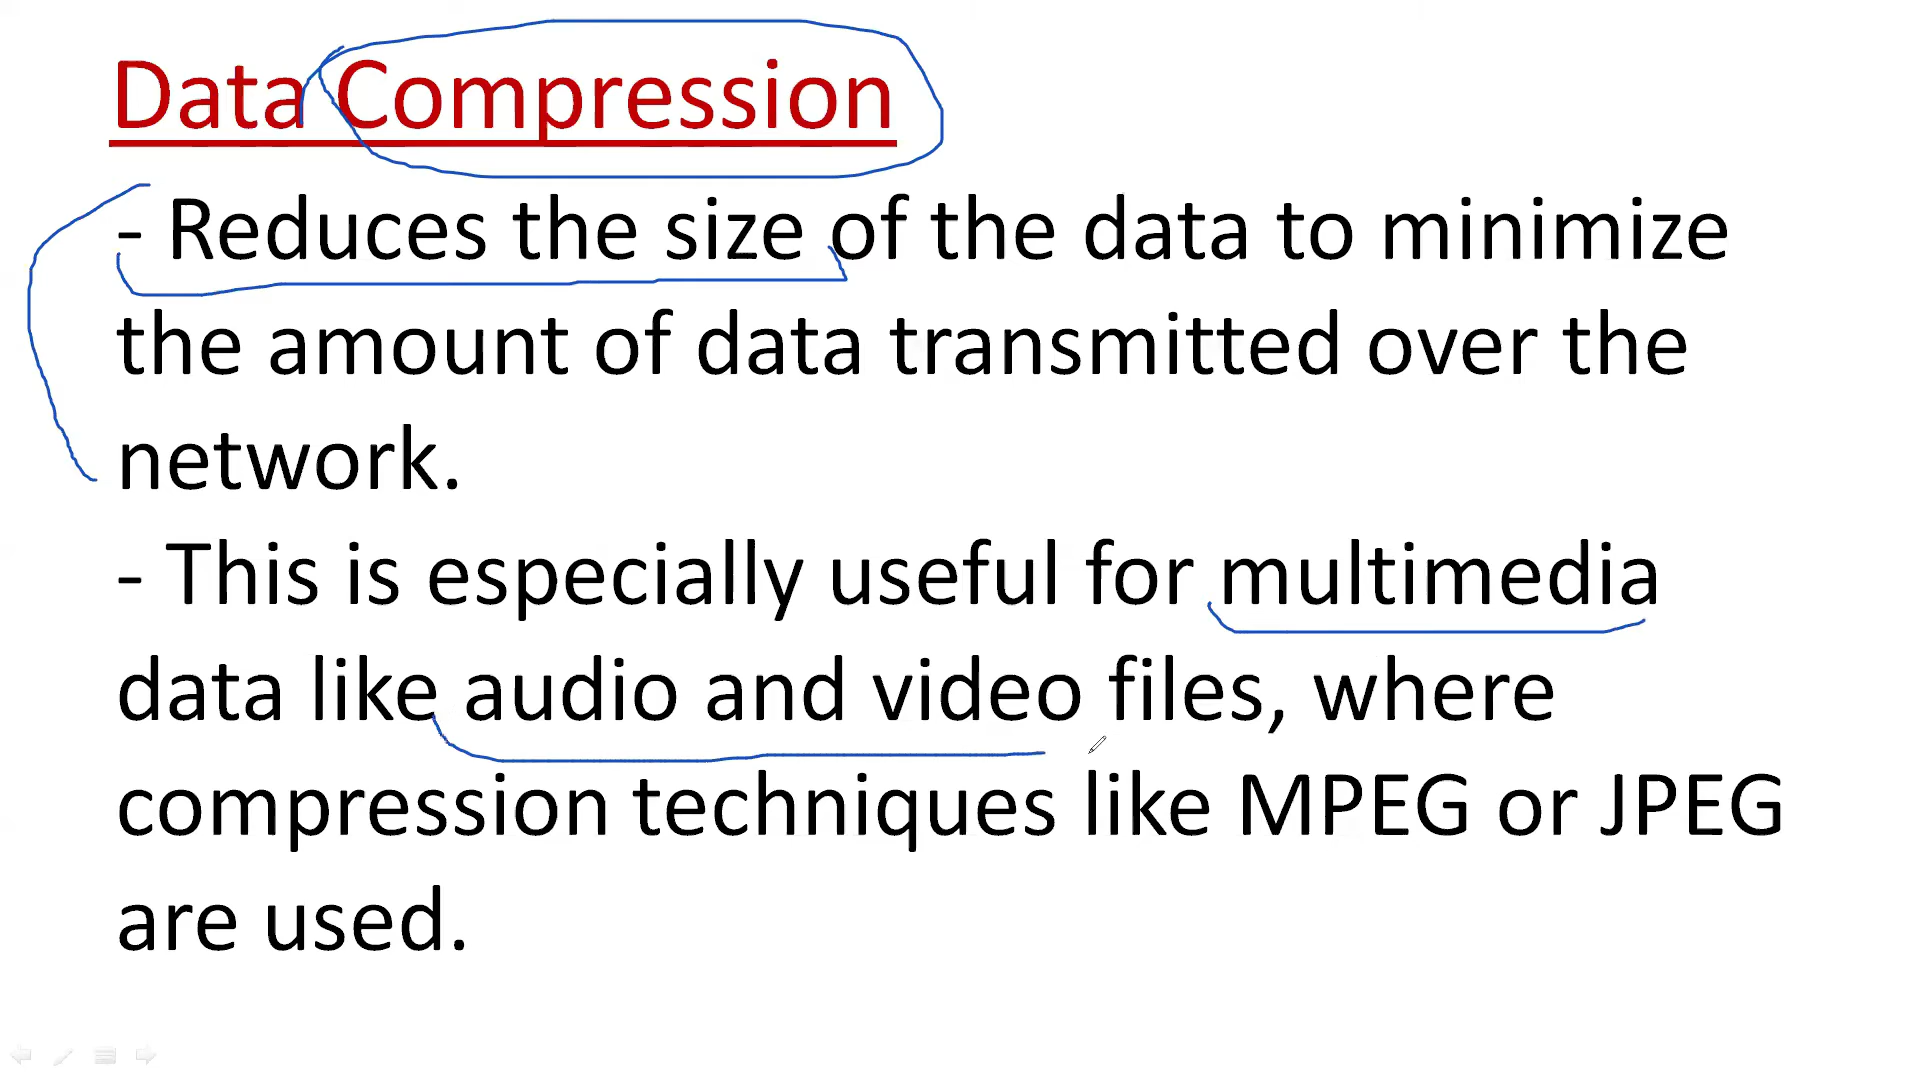 Data Compression
- Reduces the size of the data to minimize
the amount of data transmitted over the
network.
- This is especially useful for multimedia
data like audio and video files, where
compression techniques like MPEG or JPEG
are used.